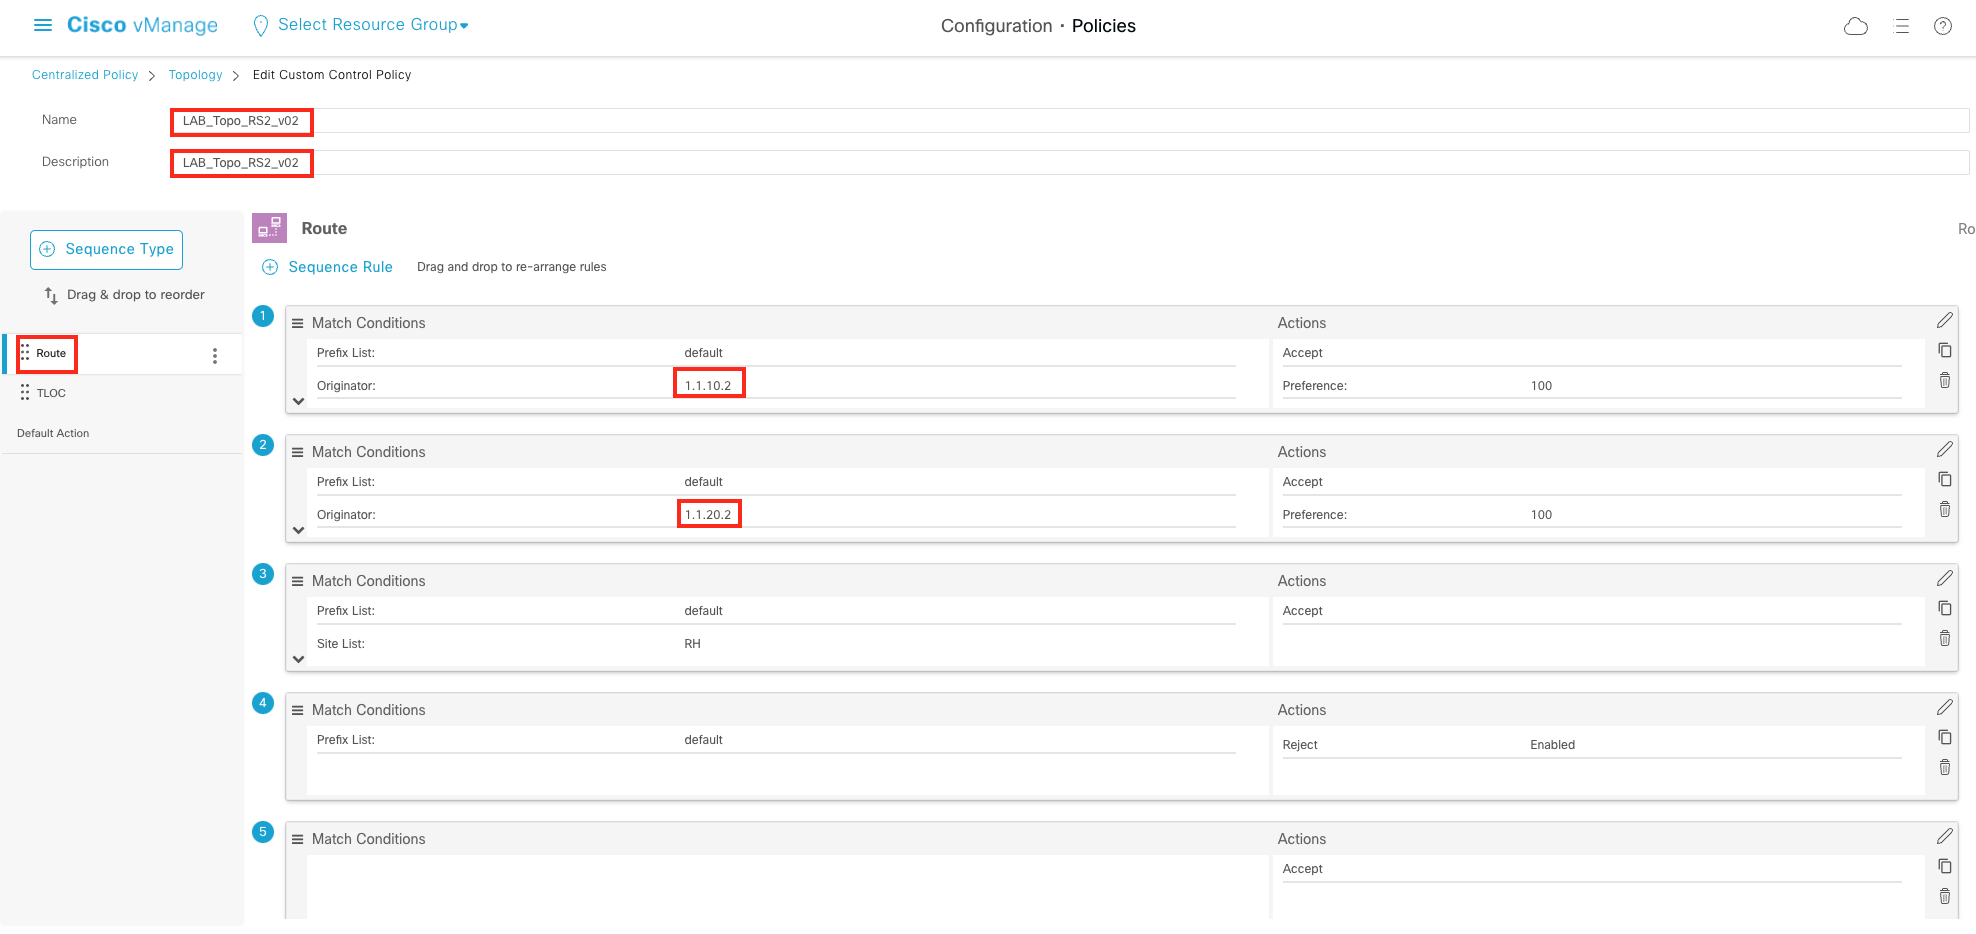 Cisco vManage
Select Resource Group
Configuration · Policies
Centralized Policy > Topology > Edit Custom Control Policy
Name LAB_Topo_RS2_v02
Description LAB_Topo_RS2_v02
Sequence Type
Drag & drop to reorder
Route
TLOC
Default Action
Route
Ro
Sequence Rule Drag and drop to re-arrange rules
1 Match Conditions Actions
Prefix List: default Accept
Originator: 1.1.10.2 Preference: 100
2 Match Conditions Actions
Prefix List: default Accept
Originator: 1.1.20.2 Preference: 100
3 Match Conditions Actions
Prefix List: default Accept
Site List: RH
4 Match Conditions Actions
Prefix List: default Reject Enabled
5 Match Conditions Actions
Accept